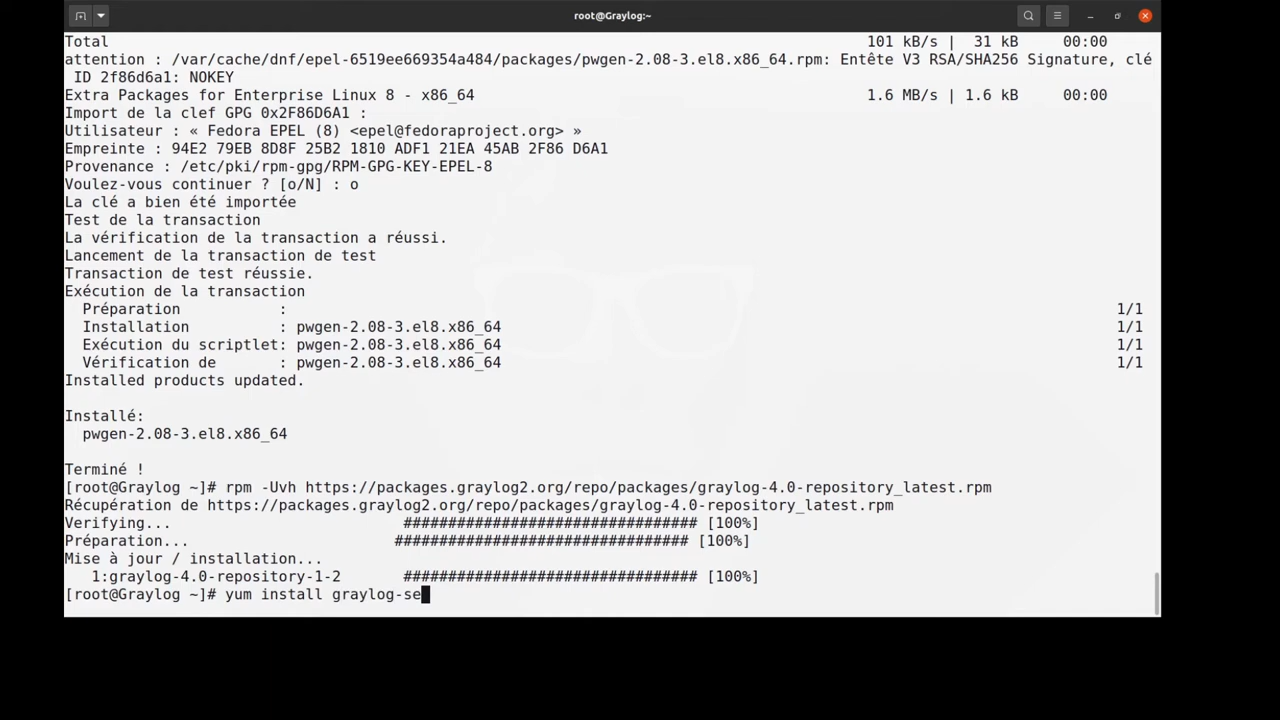 root@Graylog:~
Total 101 kB/s | 31 kB 00:00
attention : /var/cache/dnf/epel-6519ee669354a484/packages/pwgen-2.08-3.el8.x86_64.rpm: Entête V3 RSA/SHA256 Signature, clé
ID 2f86d6a1: NOKEY
Extra Packages for Enterprise Linux 8 - x86_64 1.6 MB/s | 1.6 kB 00:00
Import de la clef GPG 0x2F86D6A1 :
Utilisateur : « Fedora EPEL (8) <epel@fedoraproject.org> »
Empreinte : 94E2 79EB 8D8F 25B2 1810 ADF1 21EA 45AB 2F86 D6A1
Provenance : /etc/pki/rpm-gpg/RPM-GPG-KEY-EPEL-8
Voulez-vous continuer ? [o/N] : o
La clé a bien été importée
Test de la transaction
La vérification de la transaction a réussi.
Lancement de la transaction de test
Transaction de test réussie.
Exécution de la transaction
Préparation : 1/1
Installation : pwgen-2.08-3.el8.x86_64 1/1
Exécution du scriptlet: pwgen-2.08-3.el8.x86_64 1/1
Vérification de : pwgen-2.08-3.el8.x86_64 1/1
Installed products updated.
Installé:
pwgen-2.08-3.el8.x86_64
Terminé !
[root@Graylog ~]# rpm -Uvh https://packages.graylog2.org/repo/packages/graylog-4.0-repository_latest.rpm
Récupération de https://packages.graylog2.org/repo/packages/graylog-4.0-repository_latest.rpm
Verifying... ################################# [100%]
Préparation... ################################# [100%]
Mise à jour / installation...
1:graylog-4.0-repository-1-2 ################################# [100%]
[root@Graylog ~]# yum install graylog-se